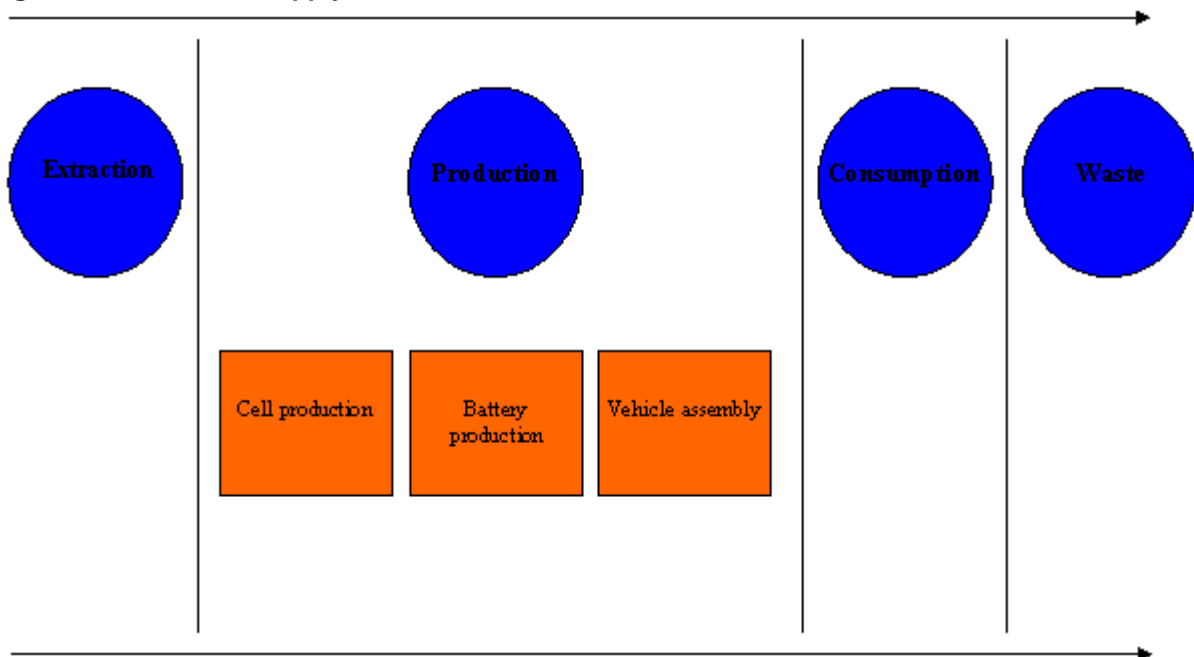 Extraction
Production
Consumption
Waste
Cell production
Battery
production
Vehicle assembly